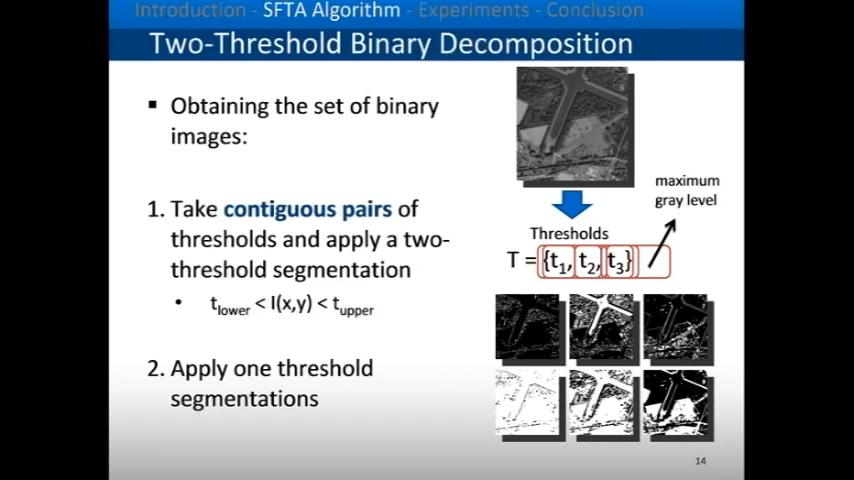 Introduction - SFTA Algorithm - Experiments - Conclusion
Two-Threshold Binary Decomposition
▪ Obtaining the set of binary
images:
1. Take contiguous pairs of
thresholds and apply a two-
threshold segmentation
• t_lower < I(x,y) < t_upper
2. Apply one threshold
segmentations
maximum
gray level
Thresholds
T = {t₁, t₂, t₃}
14